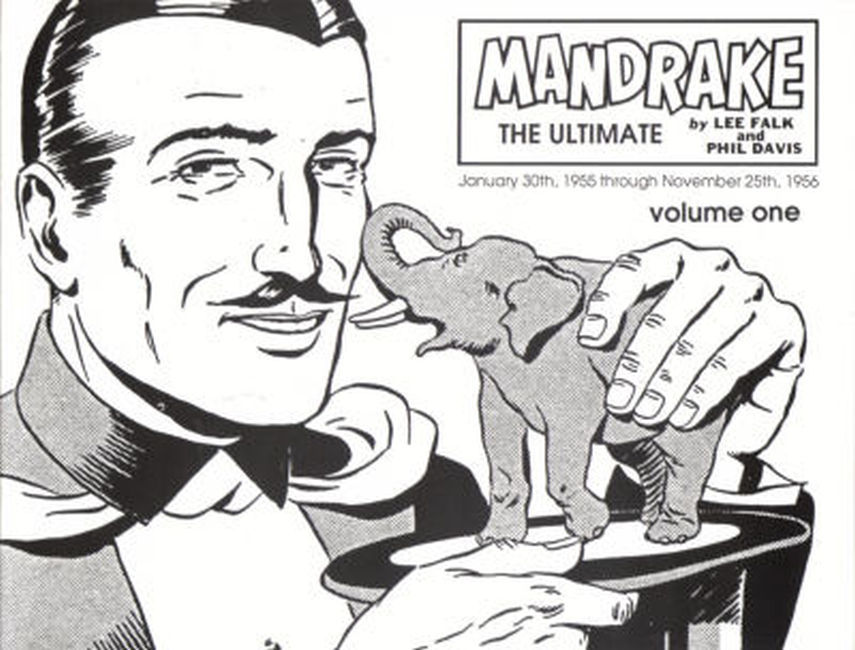 MANDRAKE
THE ULTIMATE
by LEE FALK
and
PHIL DAVIS
January 30th, 1955 through November 25th, 1956
volume one